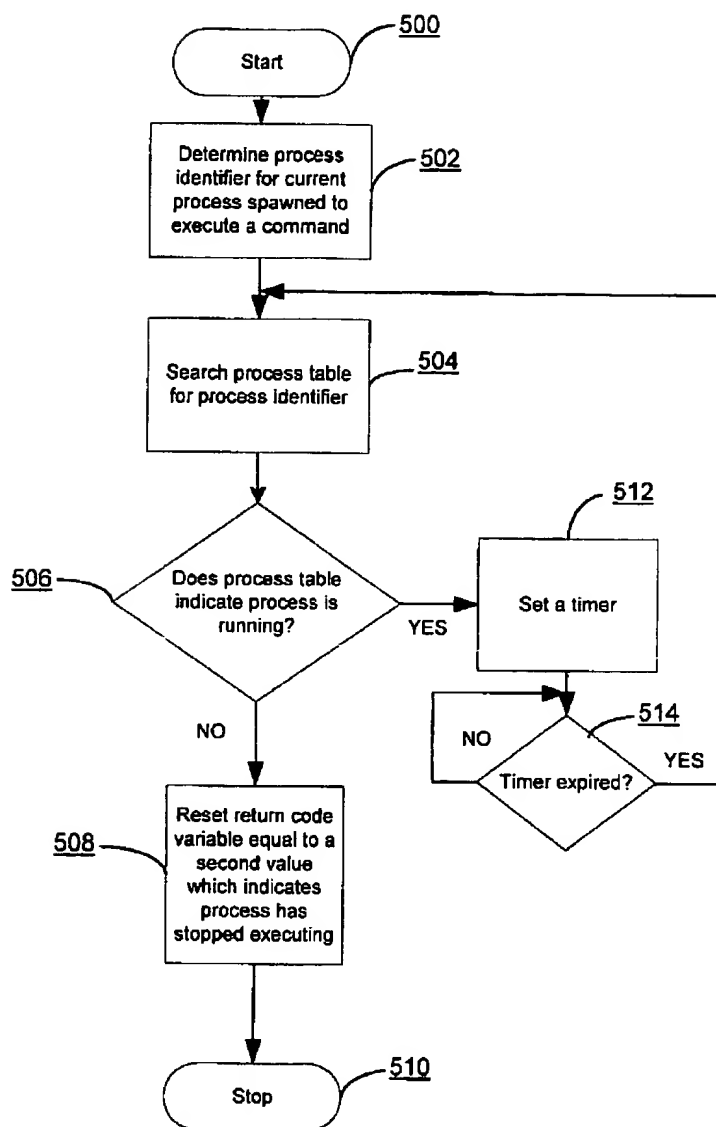 500
Start
Determine process
identifier for current
process spawned to
execute a command
502
Search process table
for process identifier
504
512
506
Does process table
indicate process is
running?
YES
Set a timer
NO
514
NO
YES
Timer expired?
508
Reset return code
variable equal to a
second value
which indicates
process has
stopped executing
510
Stop